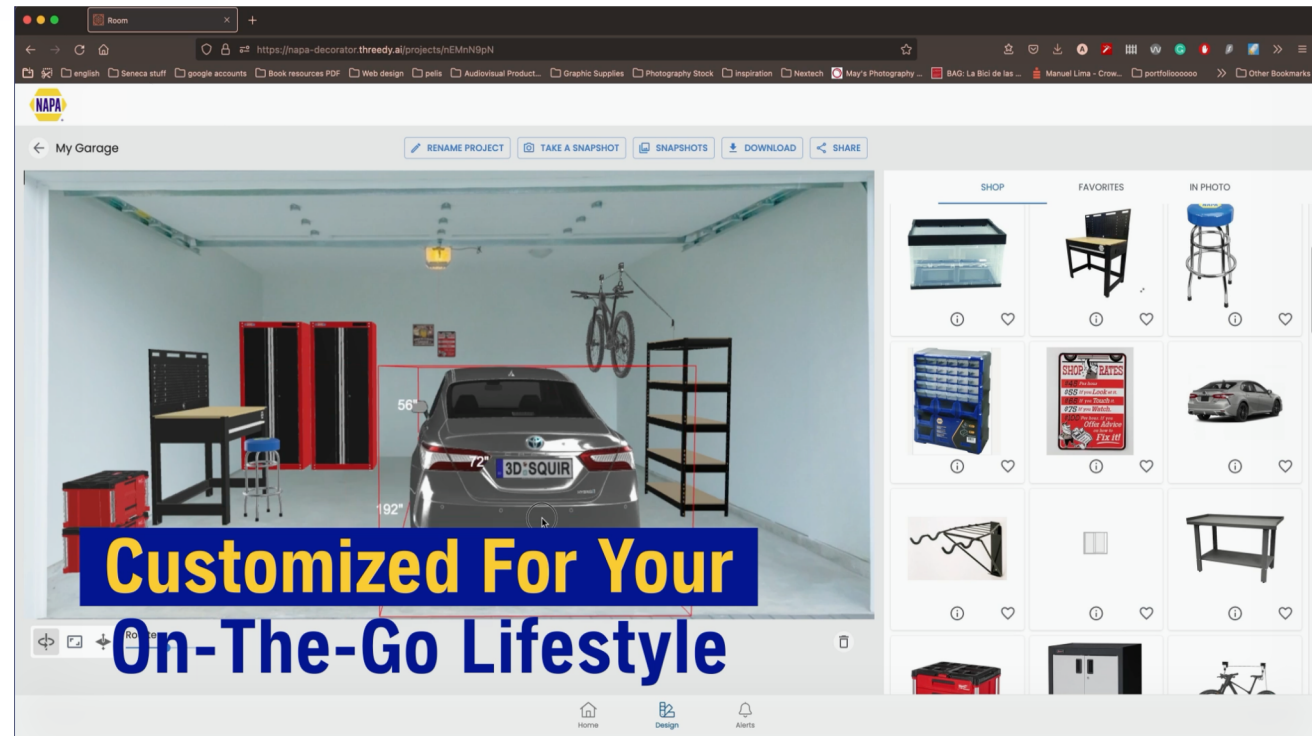 Room
https://napa-decorator.threedy.ai/projects/nEMnN9pN
english
Seneca stuff
google accounts
Book resources PDF
Web design
pelis
Audiovisual Product...
Graphic Supplies
Photography Stock
inspiration
Nextech
May's Photography ...
BAG: La Bici de las ...
Manuel Lima - Crow...
portfoliooooooo
Other Bookmarks
NAPA
My Garage
RENAME PROJECT
TAKE A SNAPSHOT
SNAPSHOTS
DOWNLOAD
SHARE
SHOP
FAVORITES
IN PHOTO
56"
72"
192"
3D SQUIR
SHOP RATES
Fix it!
Customized For Your
On-The-Go Lifestyle
Home
Design
Alerts